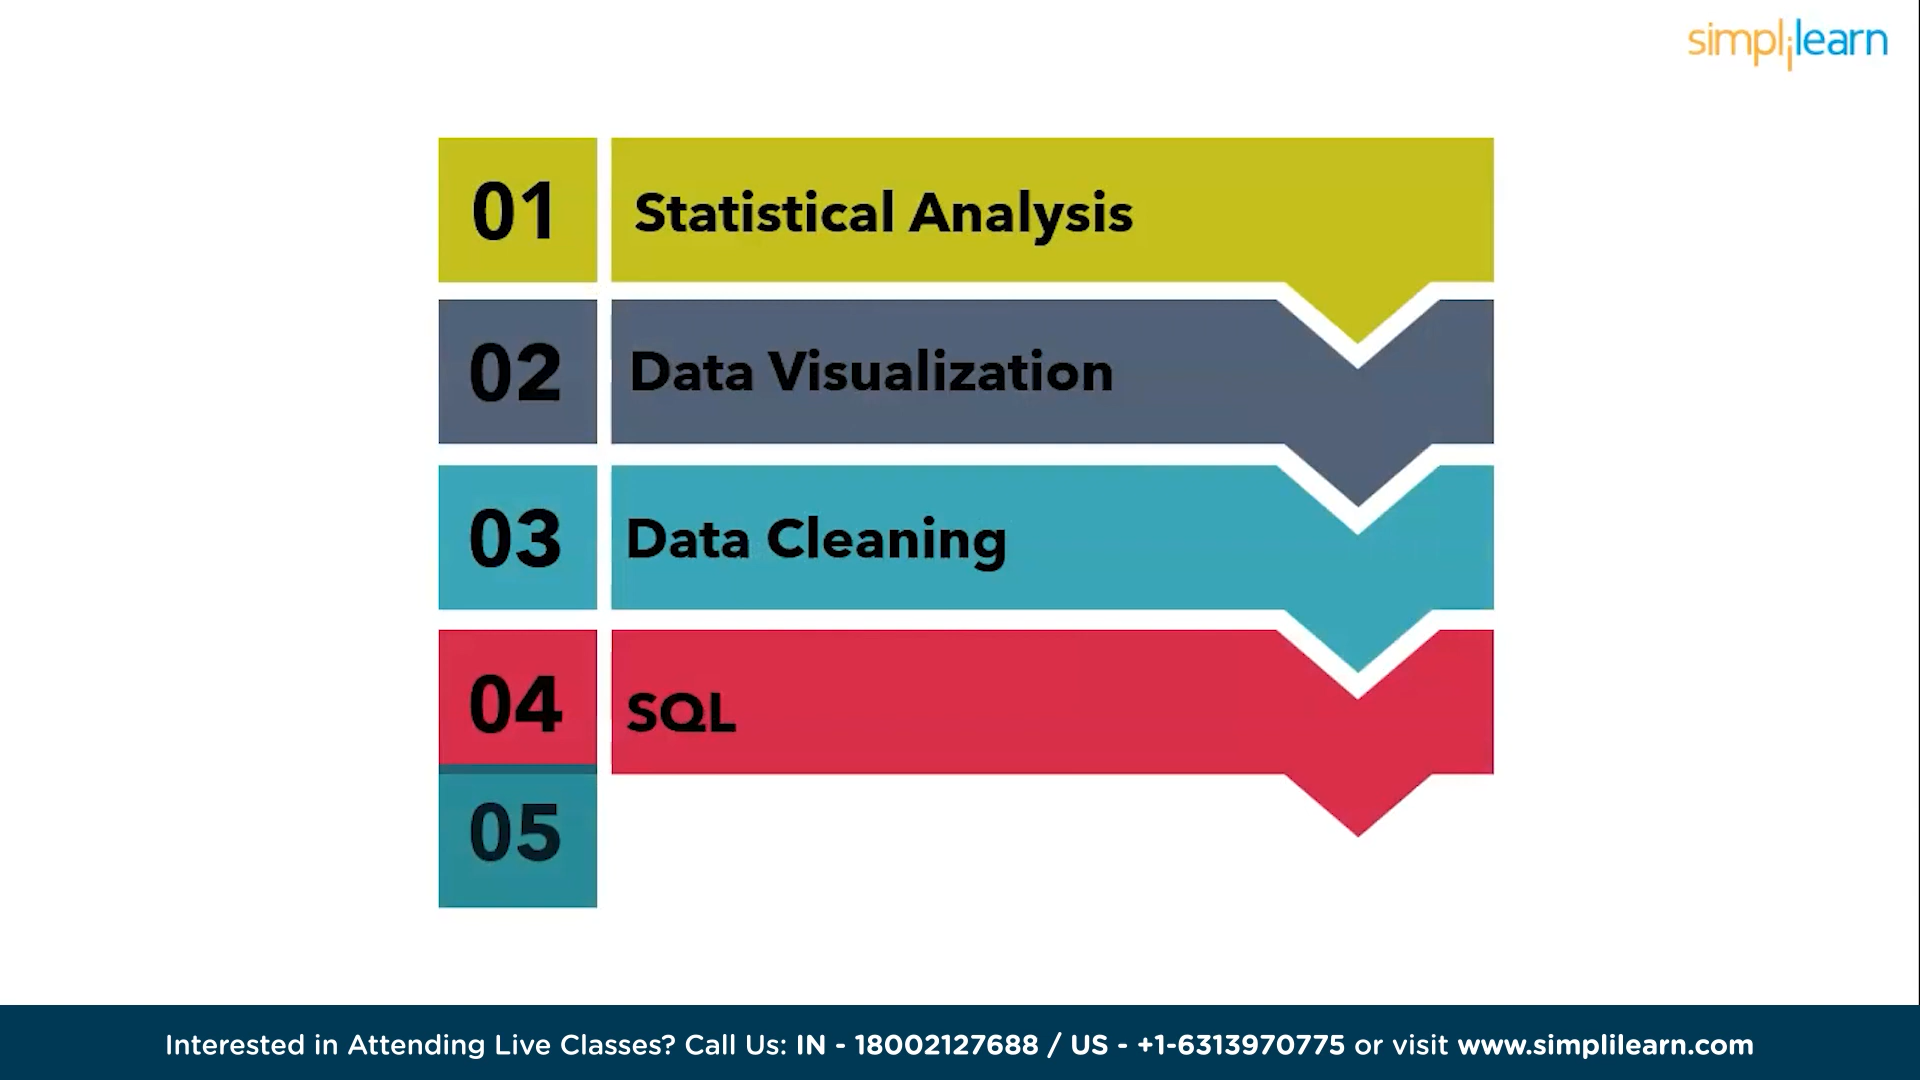 simplilearn
01 Statistical Analysis
02 Data Visualization
03 Data Cleaning
04 SQL
05
Interested in Attending Live Classes? Call Us: IN - 18002127688 / US - +1-6313970775 or visit www.simplilearn.com